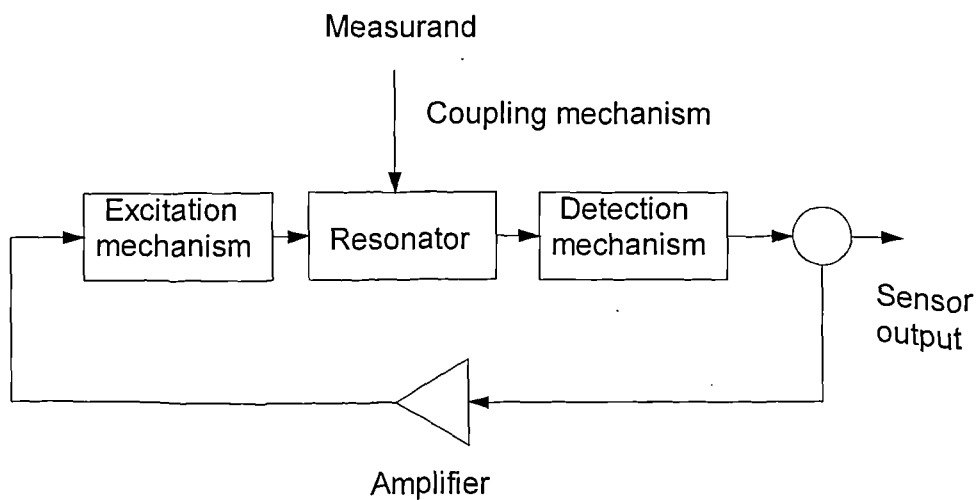 Measurand
Coupling mechanism
Excitation
mechanism
Resonator
Detection
mechanism
Sensor
output
Amplifier